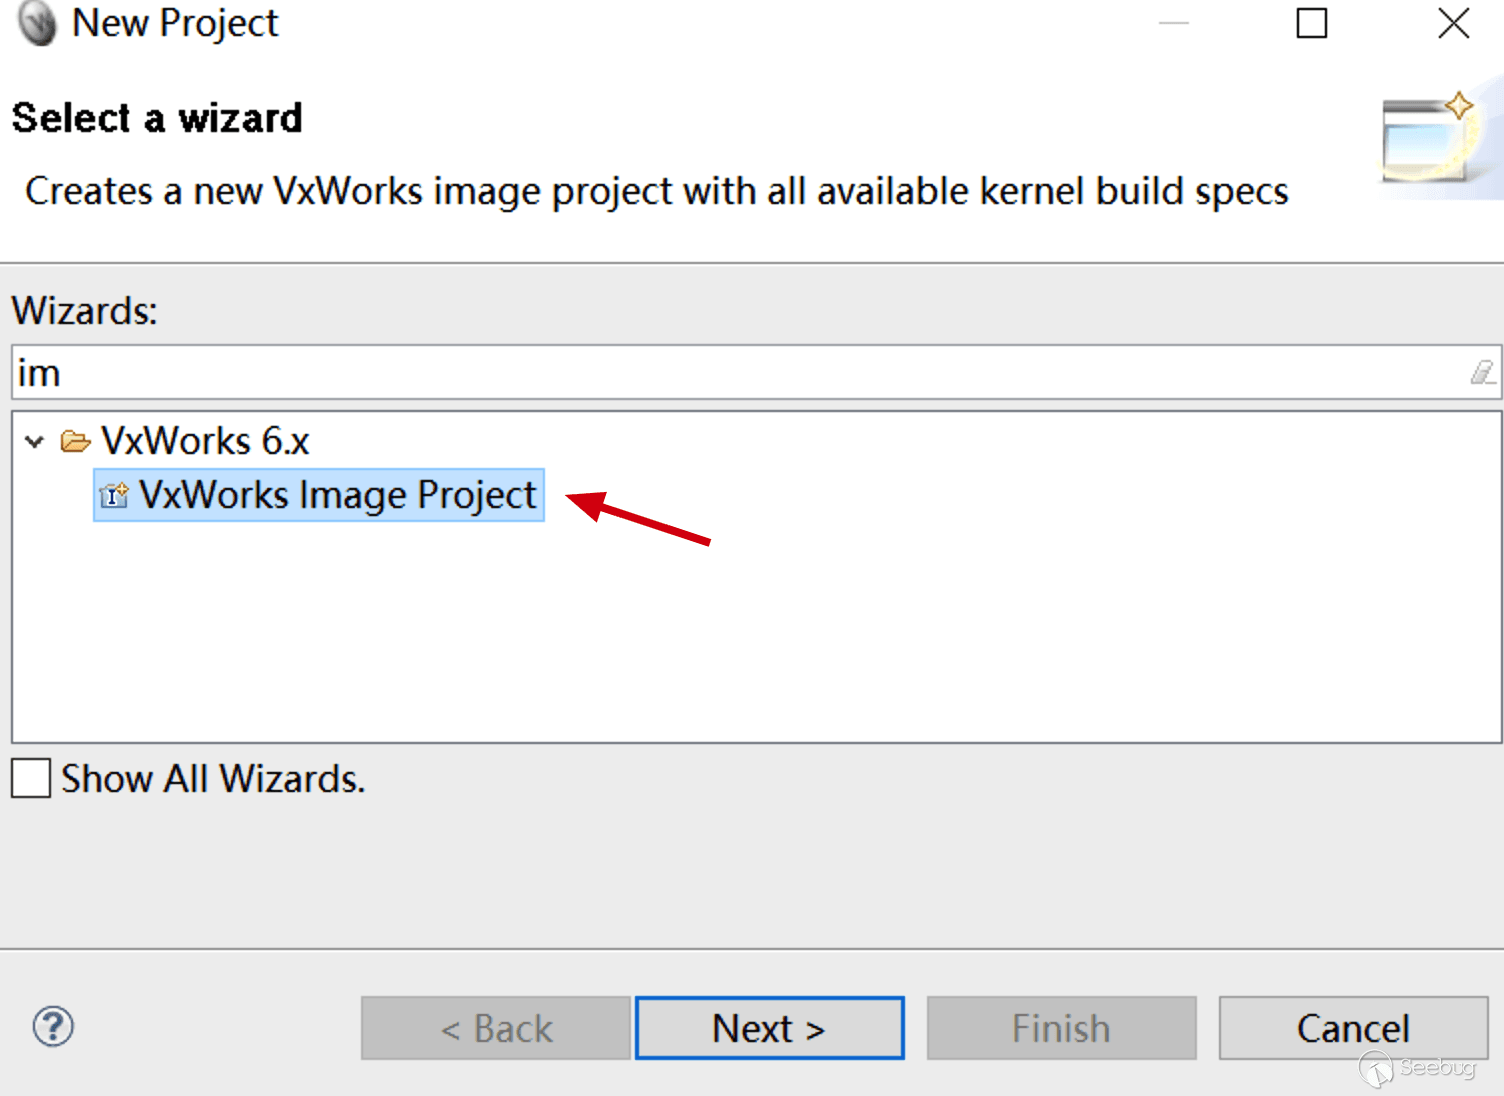 New Project
Select a wizard
Creates a new VxWorks image project with all available kernel build specs
Wizards:
im
VxWorks 6.x
VxWorks Image Project
Show All Wizards.
< Back
Next >
Finish
Cancel
Seebug